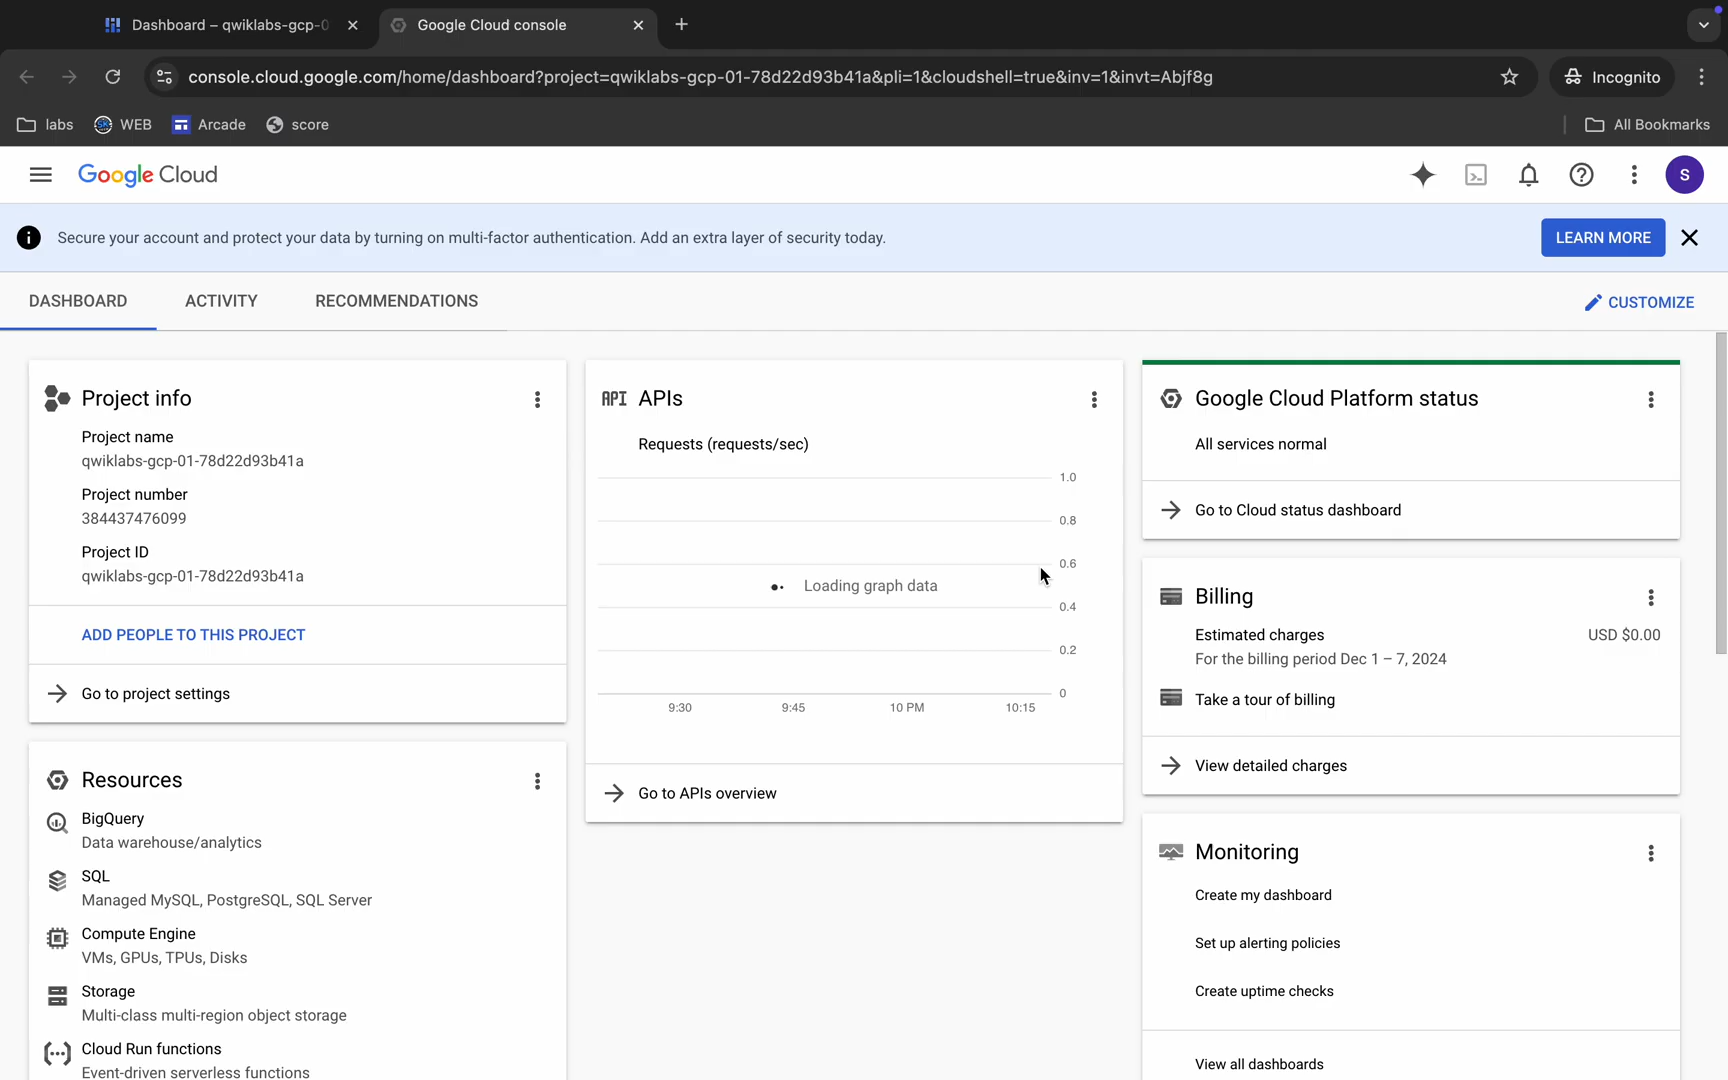 Dashboard – qwiklabs-gcp-0
Google Cloud console
console.cloud.google.com/home/dashboard?project=qwiklabs-gcp-01-78d22d93b41a&pli=1&cloudshell=true&inv=1&invt=Abjf8g
Incognito
labs
WEB
Arcade
score
All Bookmarks
Google Cloud
S
Secure your account and protect your data by turning on multi-factor authentication. Add an extra layer of security today.
LEARN MORE
DASHBOARD
ACTIVITY
RECOMMENDATIONS
CUSTOMIZE
Project info
Project name
qwiklabs-gcp-01-78d22d93b41a
Project number
384437476099
Project ID
qwiklabs-gcp-01-78d22d93b41a
ADD PEOPLE TO THIS PROJECT
Go to project settings
Resources
BigQuery
Data warehouse/analytics
SQL
Managed MySQL, PostgreSQL, SQL Server
Compute Engine
VMs, GPUs, TPUs, Disks
Storage
Multi-class multi-region object storage
Cloud Run functions
Event-driven serverless functions
API APIs
Requests (requests/sec)
1.0
0.8
0.6
Loading graph data
0.4
0.2
0
9:30 9:45 10 PM 10:15
Go to APIs overview
Google Cloud Platform status
All services normal
Go to Cloud status dashboard
Billing
Estimated charges USD $0.00
For the billing period Dec 1 – 7, 2024
Take a tour of billing
View detailed charges
Monitoring
Create my dashboard
Set up alerting policies
Create uptime checks
View all dashboards